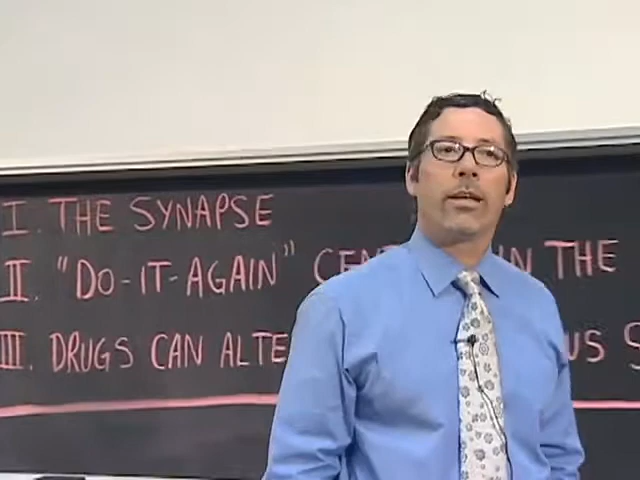 I. THE SYNAPSE
II. "DO-IT-AGAIN" IN THE
III. DRUGS CAN